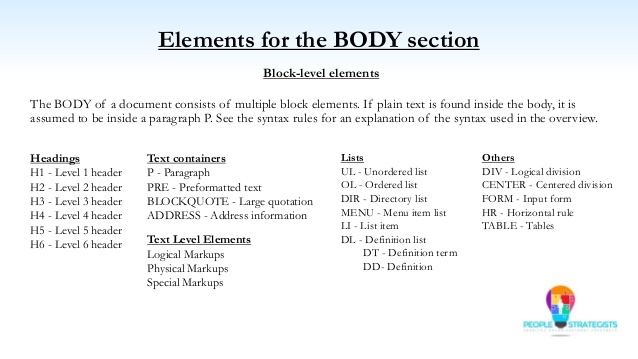 Elements for the BODY section
Block-level elements
The BODY of a document consists of multiple block elements. If plain text is found inside the body, it is
assumed to be inside a paragraph P. See the syntax rules for an explanation of the syntax used in the overview.
Headings
H1 - Level 1 header
H2 - Level 2 header
H3 - Level 3 header
H4 - Level 4 header
H5 - Level 5 header
H6 - Level 6 header
Text containers
P - Paragraph
PRE - Preformatted text
BLOCKQUOTE - Large quotation
ADDRESS - Address information
Text Level Elements
Logical Markups
Physical Markups
Special Markups
Lists
UL - Unordered list
OL - Ordered list
DIR - Directory list
MENU - Menu item list
LI - List item
DL - Definition list
DT - Definition term
DD- Definition
Others
DIV - Logical division
CENTER - Centered division
FORM - Input form
HR - Horizontal rule
TABLE - Tables
PEOPLE STRATEGISTS